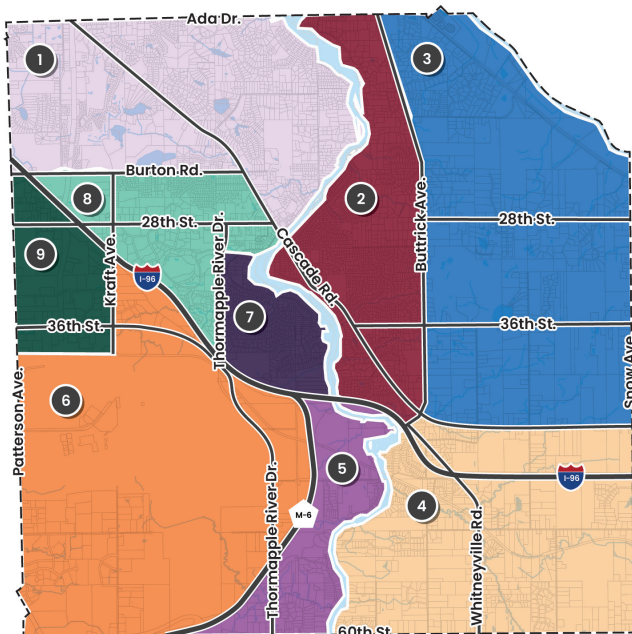 Ada Dr.
1
3
Burton Rd.
8
2
28th St.
28th St.
Thornapple River Dr.
Cascade Rd.
Buttrick Ave.
9
Kraft Ave.
I-96
7
36th St.
36th St.
Snow Ave.
Patterson Ave.
6
5
I-96
4
M-6
Thornapple River Dr.
Whitneyville Rd.
60th St.